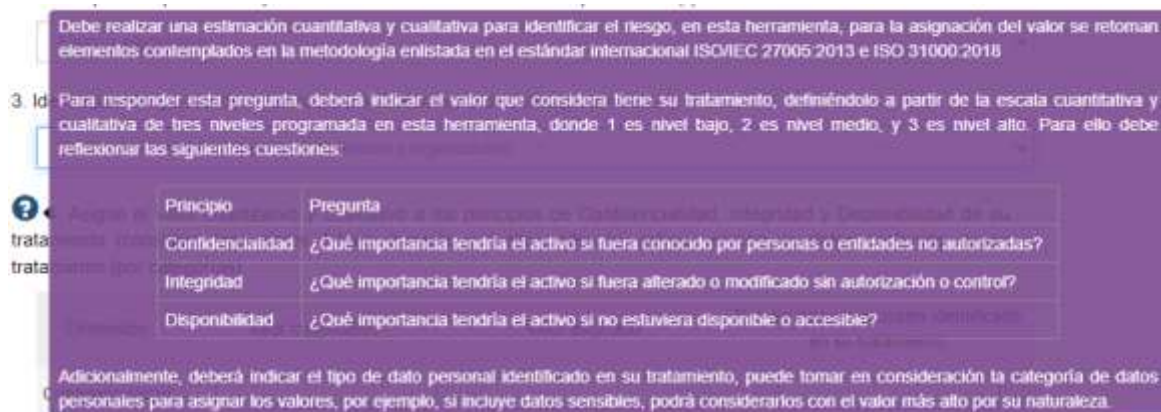 Debe realizar una estimación cuantitativa y cualitativa para identificar el riesgo, en esta herramienta, para la asignación del valor se retoman
elementos contemplados en la metodología enlistada en el estándar internacional ISO/IEC 27005:2013 e ISO 31000:2018
3. Id
Para responder esta pregunta, deberá indicar el valor que considera tiene su tratamiento, definiéndolo a partir de la escala cuantitativa y
cualitativa de tres niveles programada en esta herramienta, donde 1 es nivel bajo, 2 es nivel medio, y 3 es nivel alto. Para ello debe
reflexionar las siguientes cuestiones:
Principio Pregunta
trata
Confidencialidad ¿Qué importancia tendría el activo si fuera conocido por personas o entidades no autorizadas?
trata
Integridad ¿Qué importancia tendría el activo si fuera alterado o modificado sin autorización o control?
Disponibilidad ¿Qué importancia tendría el activo si no estuviera disponible o accesible?
Adicionalmente, deberá indicar el tipo de dato personal identificado en su tratamiento, puede tomar en consideración la categoría de datos
personales para asignar los valores, por ejemplo, si incluye datos sensibles, podrá considerarlos con el valor más alto por su naturaleza.